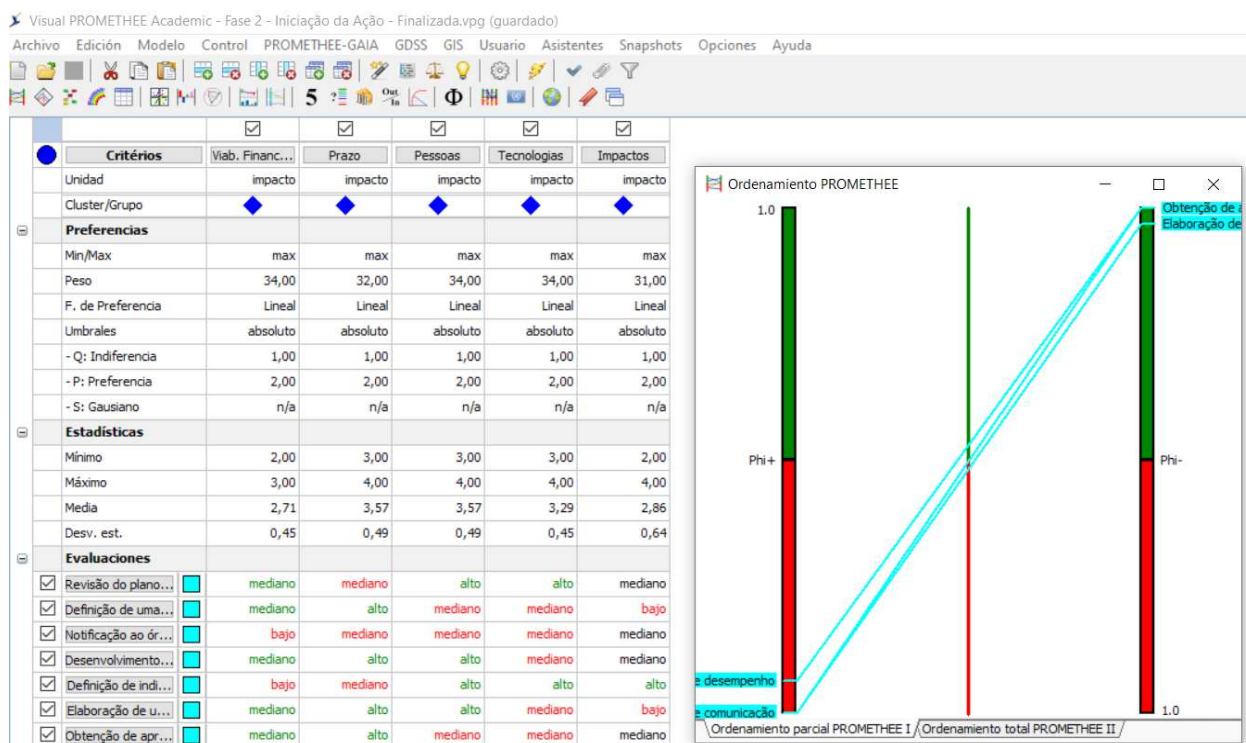 Visual PROMETHEE Academic - Fase 2 - Iniciação da Ação - Finalizada.vpg (guardado)
Archivo Edición Modelo Control PROMETHEE-GAIA GDSS GIS Usuario Asistentes Snapshots Opciones Ayuda
5 Out In Φ
Critérios Viab. Financ... Prazo Pessoas Tecnologias Impactos
Unidad impacto impacto impacto impacto impacto
Cluster/Grupo
Preferencias
Min/Max max max max max max
Peso 34,00 32,00 34,00 34,00 31,00
F. de Preferencia Lineal Lineal Lineal Lineal Lineal
Umbrales absoluto absoluto absoluto absoluto absoluto
- Q: Indiferencia 1,00 1,00 1,00 1,00 1,00
- P: Preferencia 2,00 2,00 2,00 2,00 2,00
- S: Gausiano n/a n/a n/a n/a n/a
Estadísticas
Mínimo 2,00 3,00 3,00 3,00 2,00
Máximo 3,00 4,00 4,00 4,00 4,00
Media 2,71 3,57 3,57 3,29 2,86
Desv. est. 0,45 0,49 0,49 0,45 0,64
Evaluaciones
Revisão do plano... mediano mediano alto alto mediano
Definição de uma... mediano alto mediano mediano bajo
Notificação ao ór... bajo mediano mediano mediano mediano
Desenvolvimento... mediano alto alto mediano mediano
Definição de indi... bajo mediano alto alto alto
Elaboração de u... mediano alto alto mediano bajo
Obtenção de apr... mediano alto mediano mediano mediano
Ordenamiento PROMETHEE
1.0 Obtenção de a
Elaboração de
Phi+ Phi-
e desempenho
e comunicação 1.0
Ordenamiento parcial PROMETHEE I Ordenamiento total PROMETHEE II